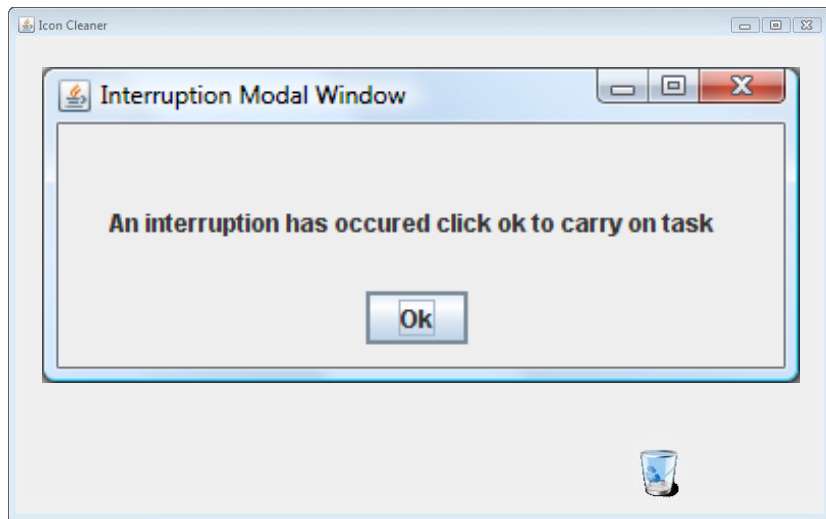 Icon Cleaner
Interruption Modal Window
An interruption has occured click ok to carry on task
Ok